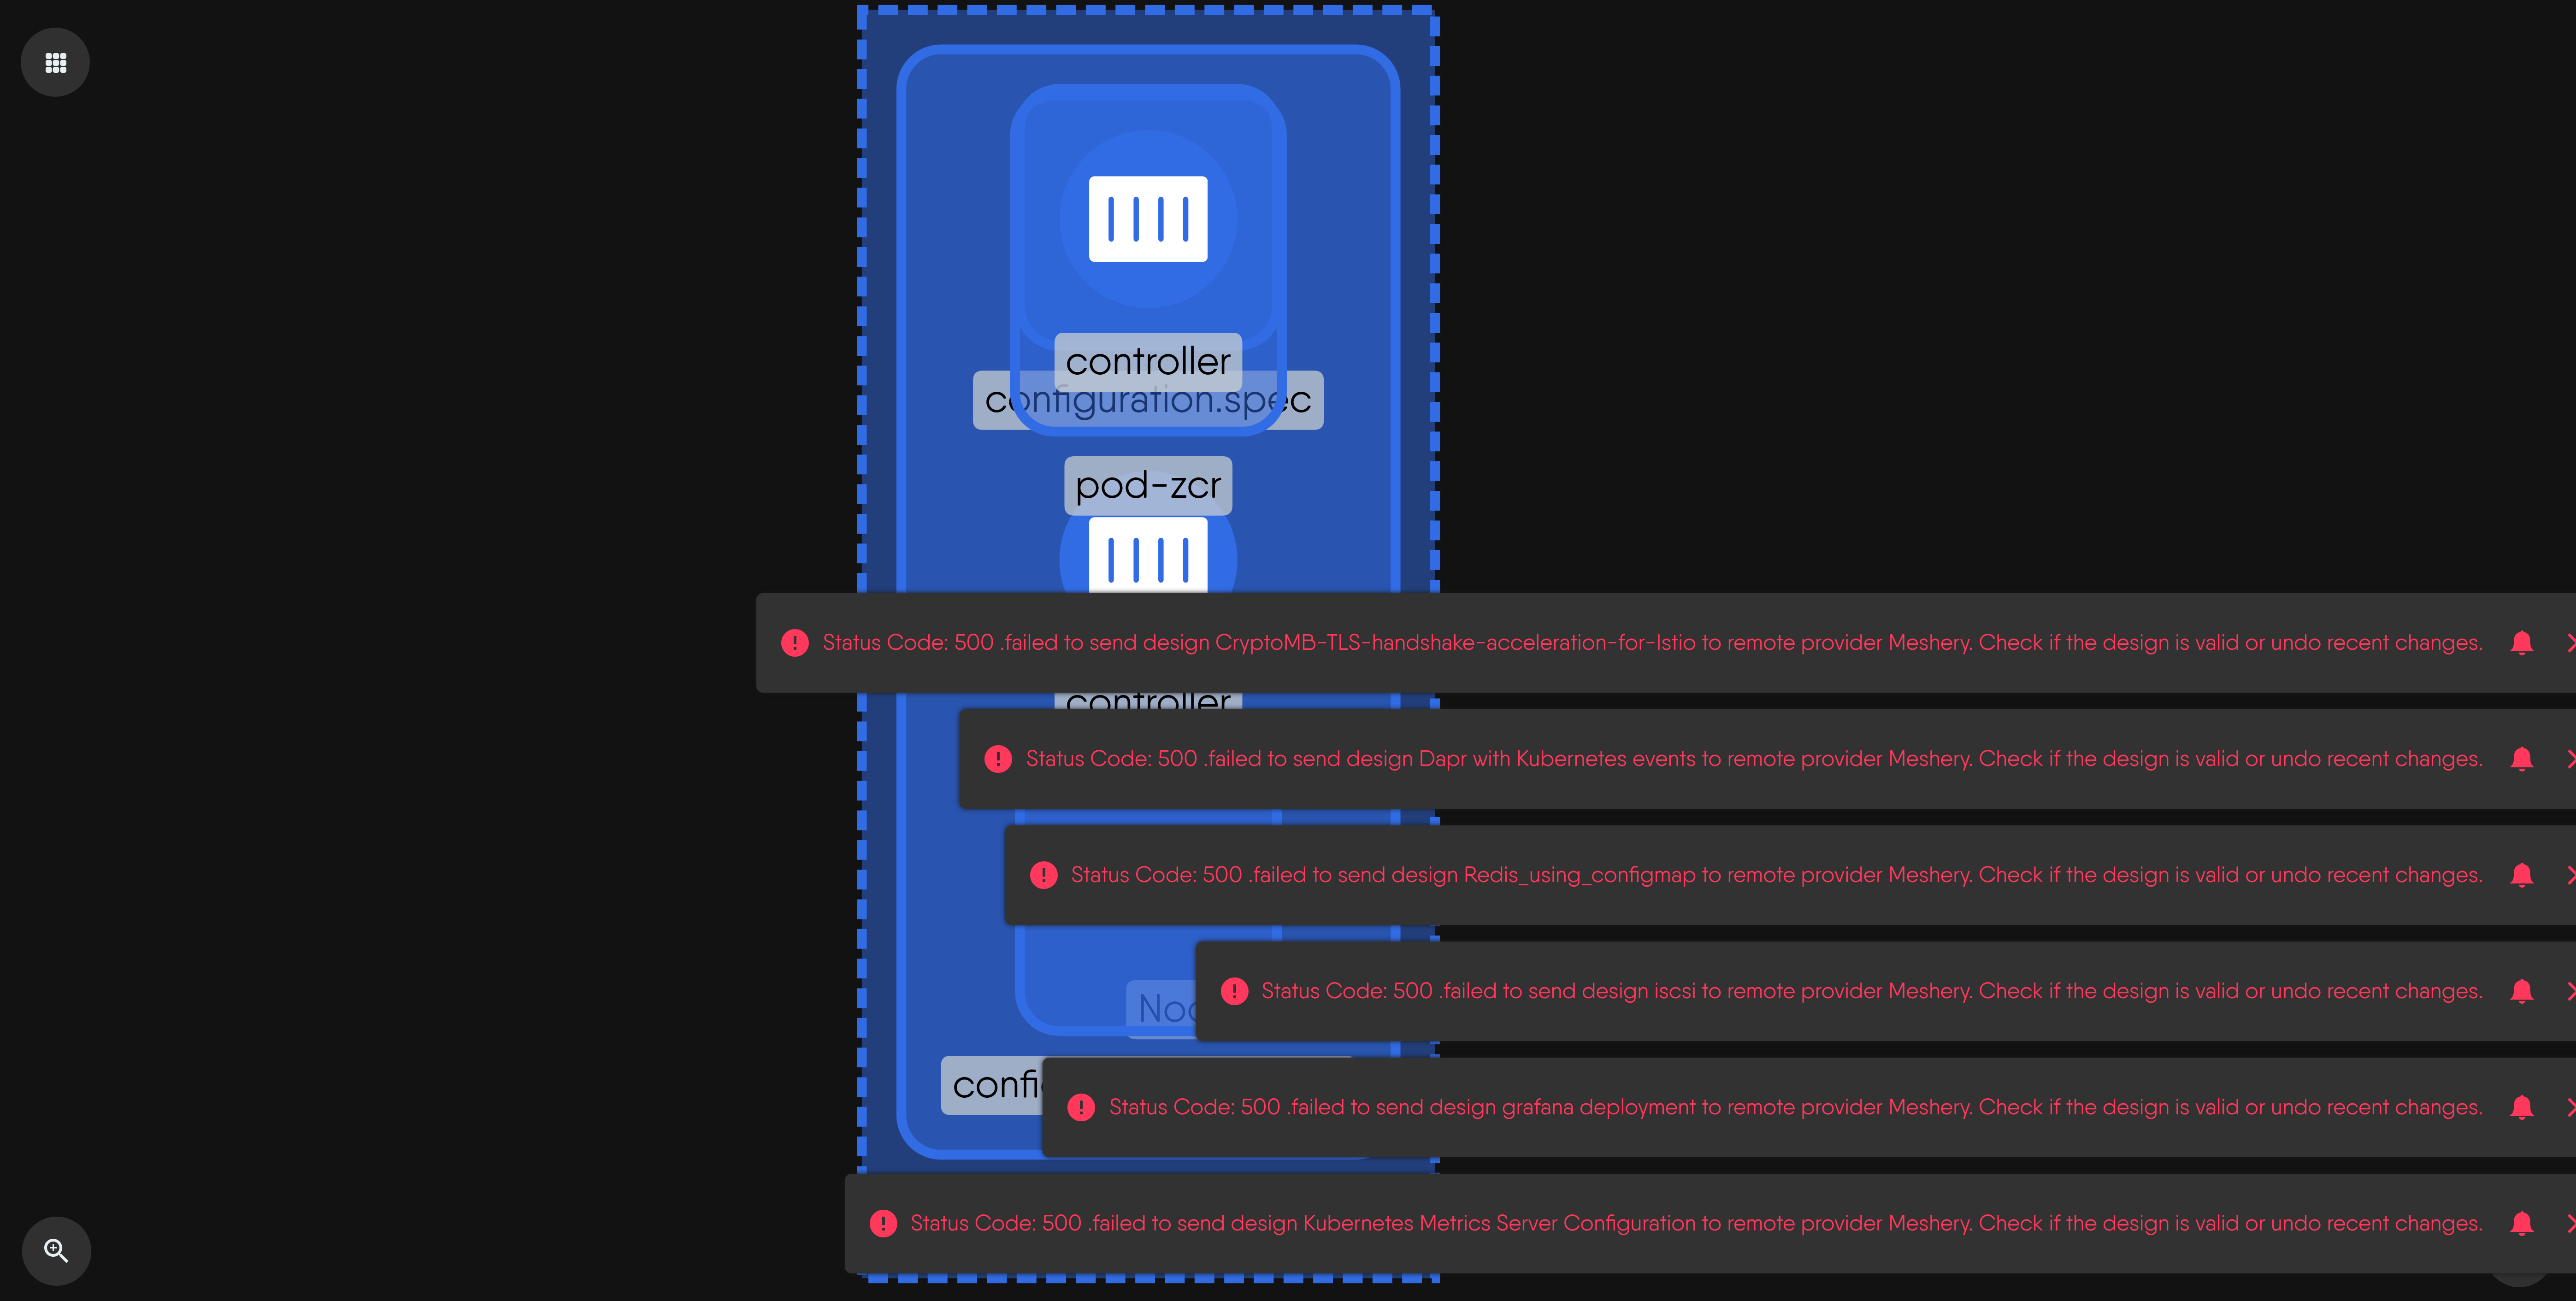 controller
configuration.spec
pod-zcr
Status Code: 500 .failed to send design CryptoMB-TLS-handshake-acceleration-for-Istio to remote provider Meshery. Check if the design is valid or undo recent changes.
controller
Status Code: 500 .failed to send design Dapr with Kubernetes events to remote provider Meshery. Check if the design is valid or undo recent changes.
Status Code: 500 .failed to send design Redis_using_configmap to remote provider Meshery. Check if the design is valid or undo recent changes.
Status Code: 500 .failed to send design iscsi to remote provider Meshery. Check if the design is valid or undo recent changes.
Status Code: 500 .failed to send design grafana deployment to remote provider Meshery. Check if the design is valid or undo recent changes.
Status Code: 500 .failed to send design Kubernetes Metrics Server Configuration to remote provider Meshery. Check if the design is valid or undo recent changes.